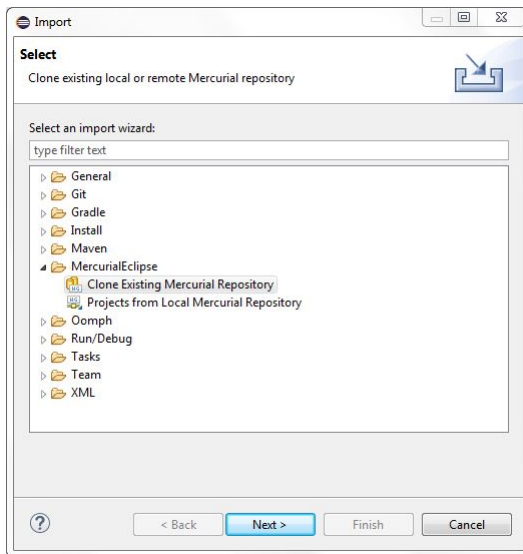 Import
Select
Clone existing local or remote Mercurial repository
Select an import wizard:
type filter text
General
Git
Gradle
Install
Maven
MercurialEclipse
Clone Existing Mercurial Repository
Projects from Local Mercurial Repository
Oomph
Run/Debug
Tasks
Team
XML
? < Back Next > Finish Cancel